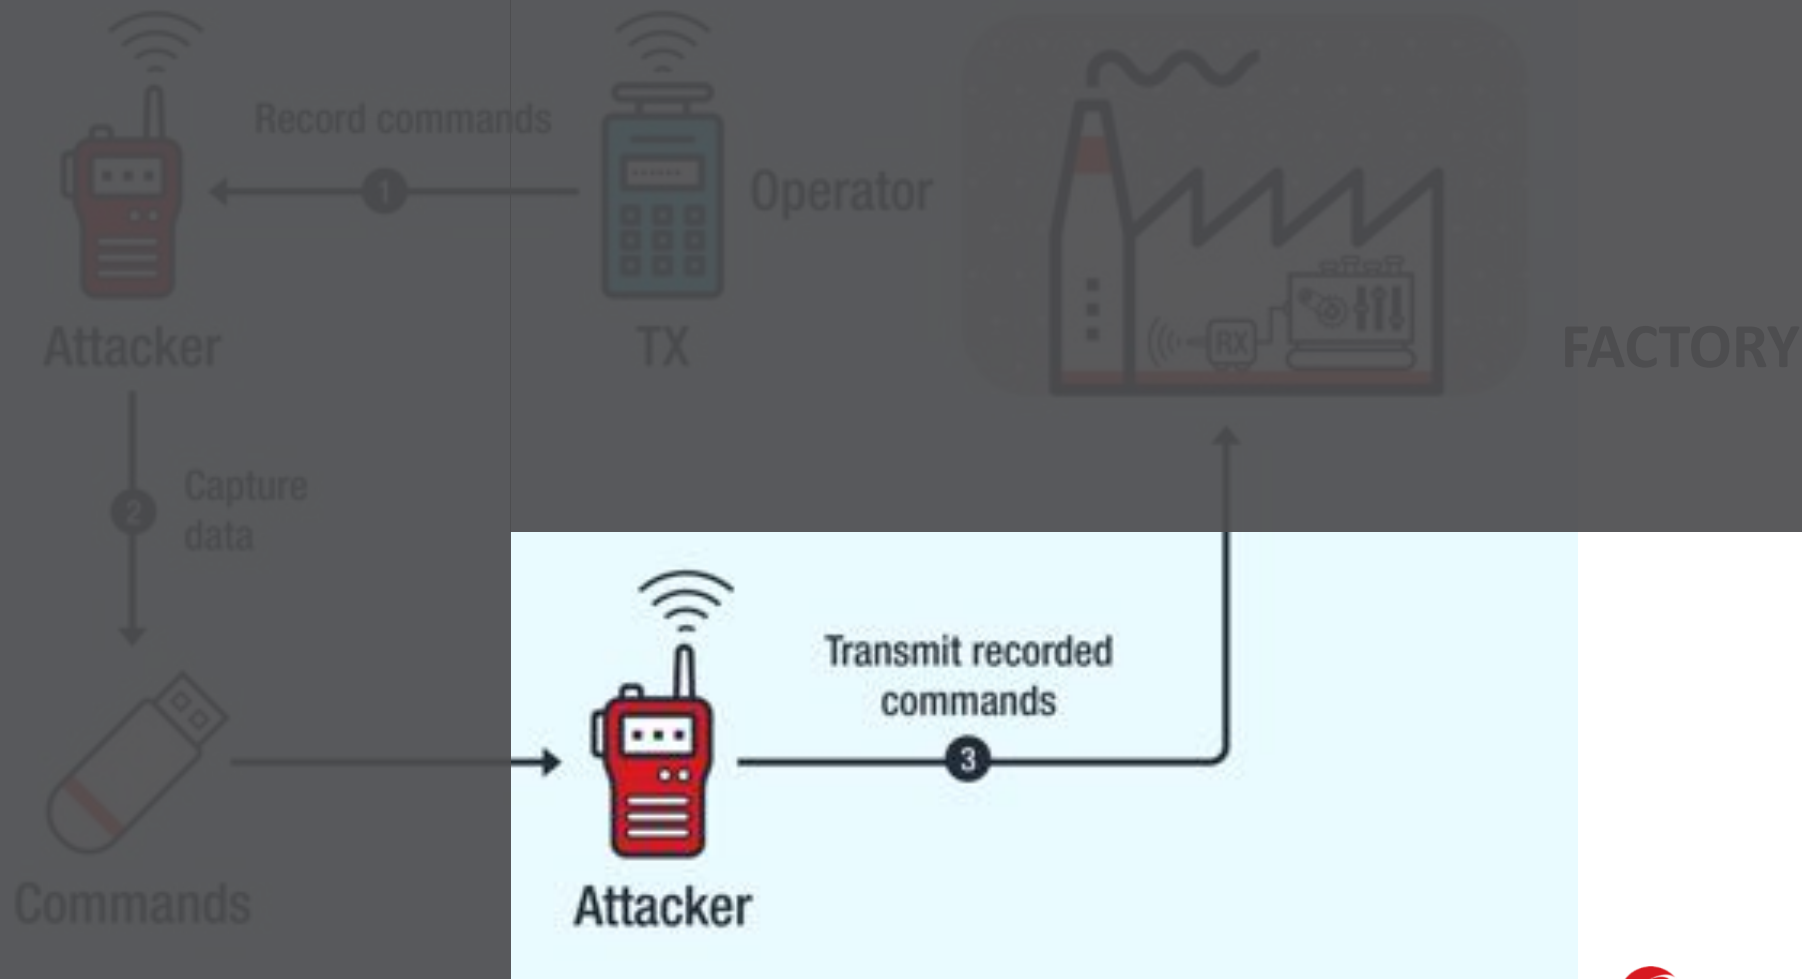 Record commands
1
Operator
Attacker
TX
RX
FACTORY
2
Capture
data
Transmit recorded
commands
3
Commands
Attacker